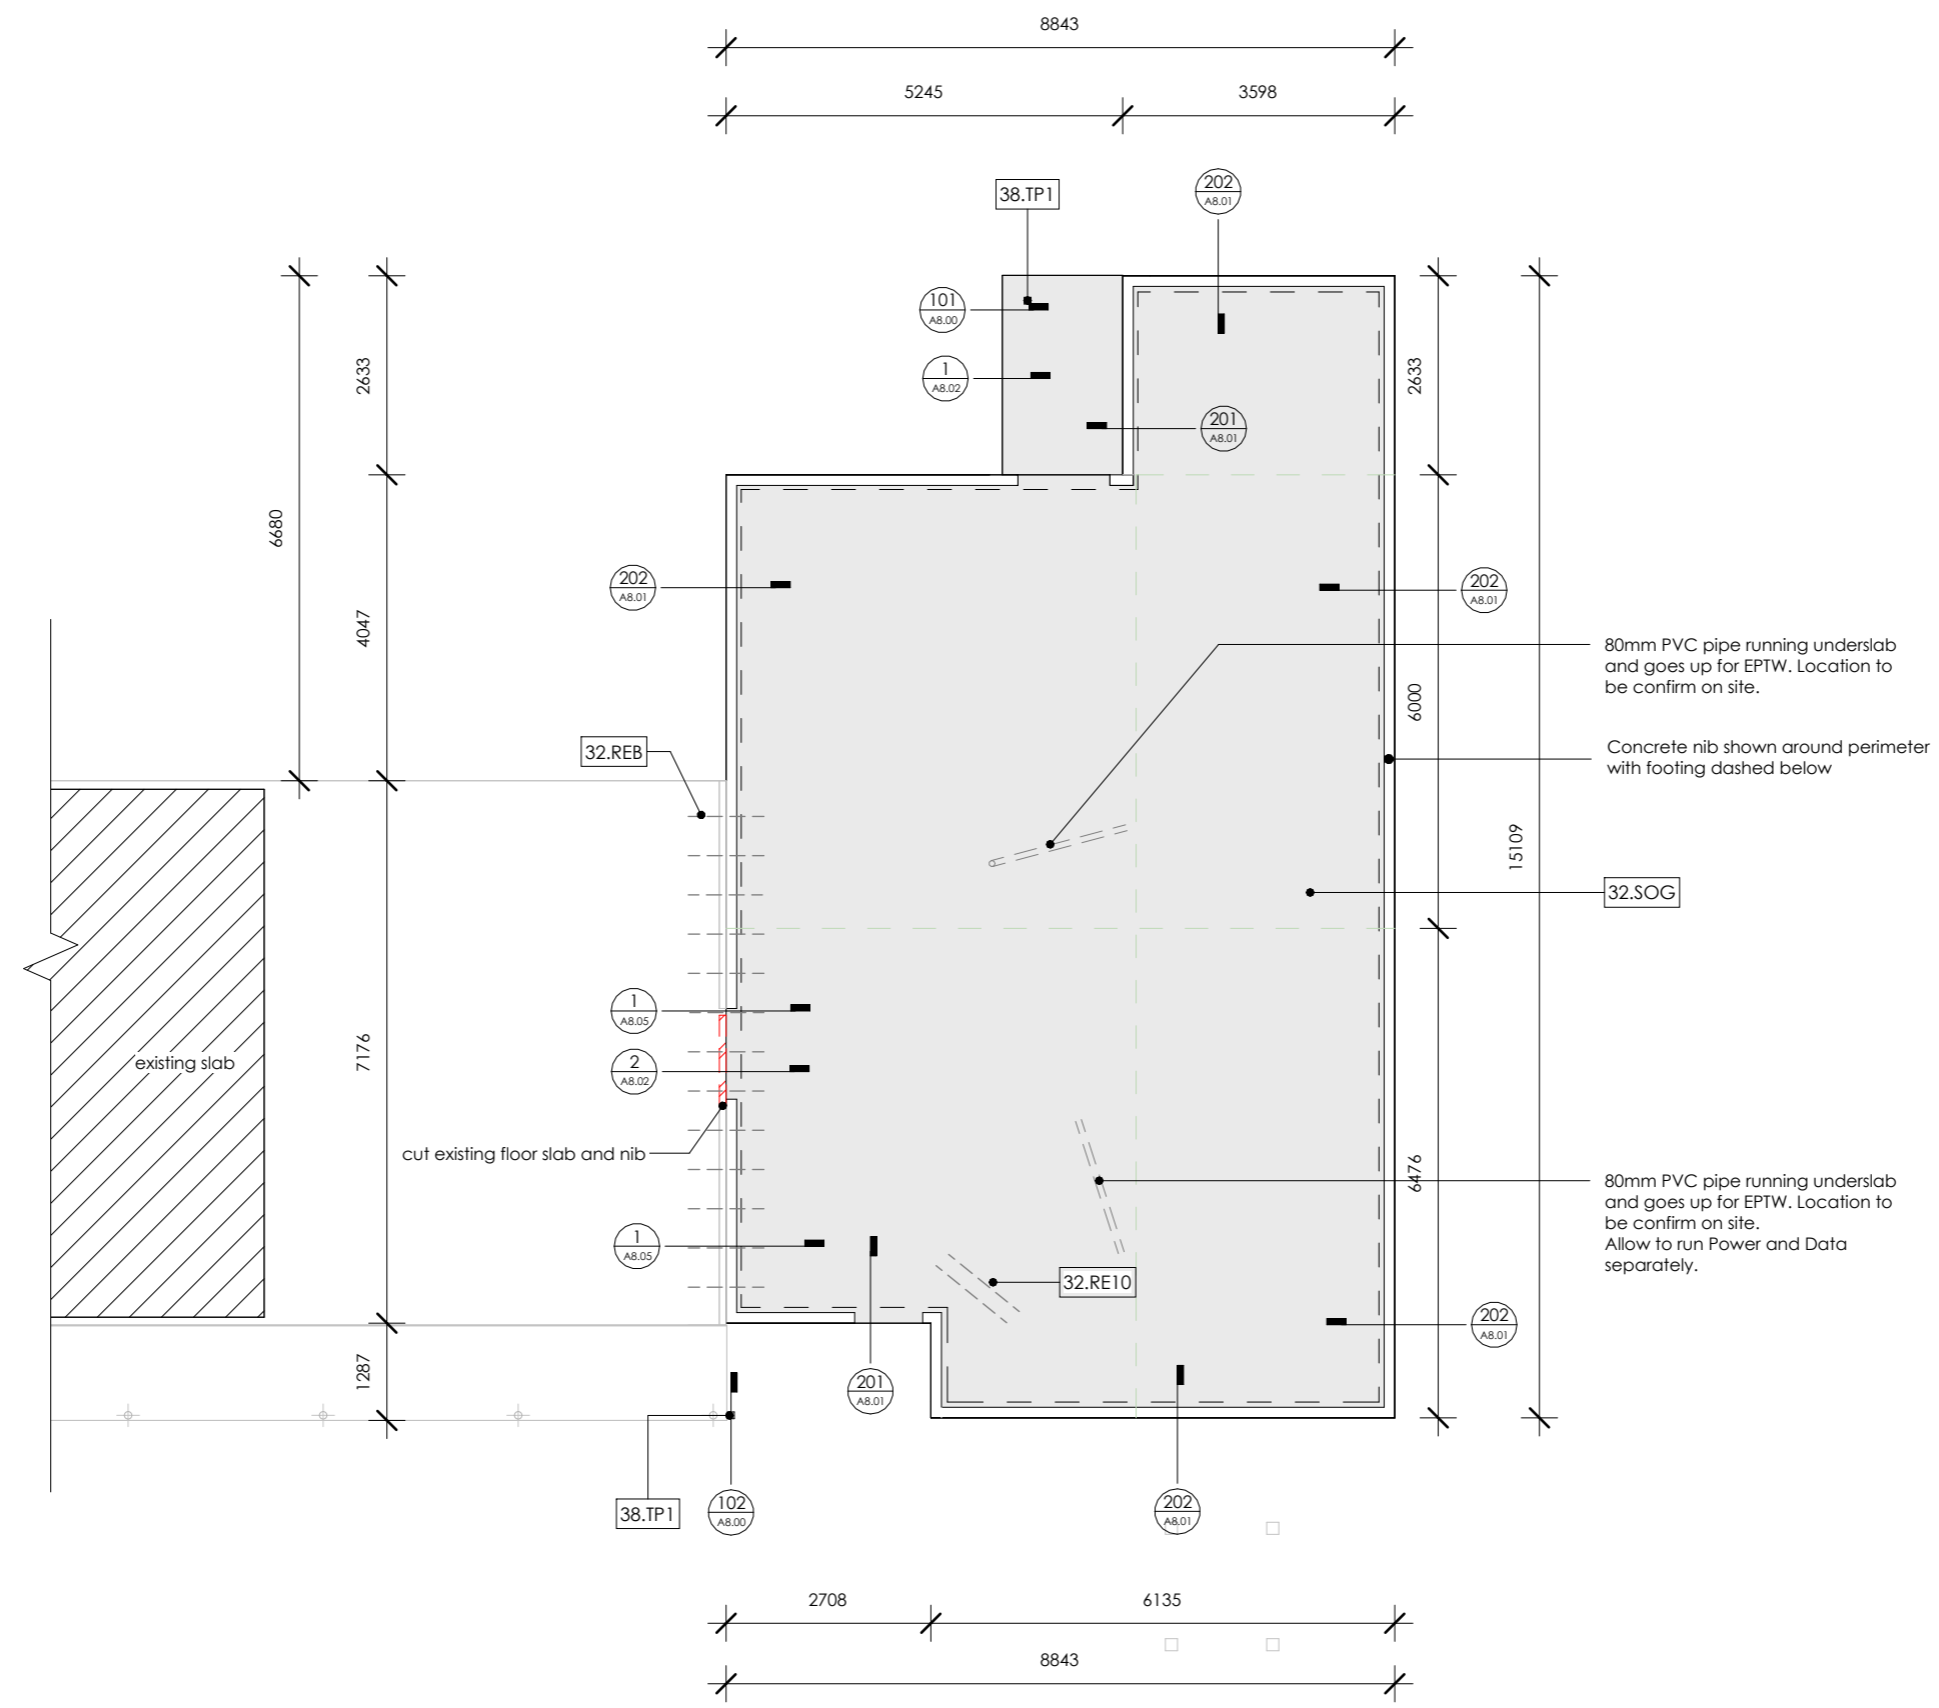 8843
5245
3598
38.TP1
202
A8.01
101
A8.00
1
A8.02
201
A8.01
2633
2633
6680
4047
202
A8.01
202
A8.01
80mm PVC pipe running underslab
and goes up for EPTW. Location to
be confirm on site.
6000
32.REB
Concrete nib shown around perimeter
with footing dashed below
15109
32.SOG
1
A8.05
existing slab
7176
2
A8.02
cut existing floor slab and nib
6476
80mm PVC pipe running underslab
and goes up for EPTW. Location to
be confirm on site.
Allow to run Power and Data
separately.
1
A8.05
32.RE10
202
A8.01
1287
201
A8.01
38.TP1
102
A8.00
202
A8.01
2708
6135
8843